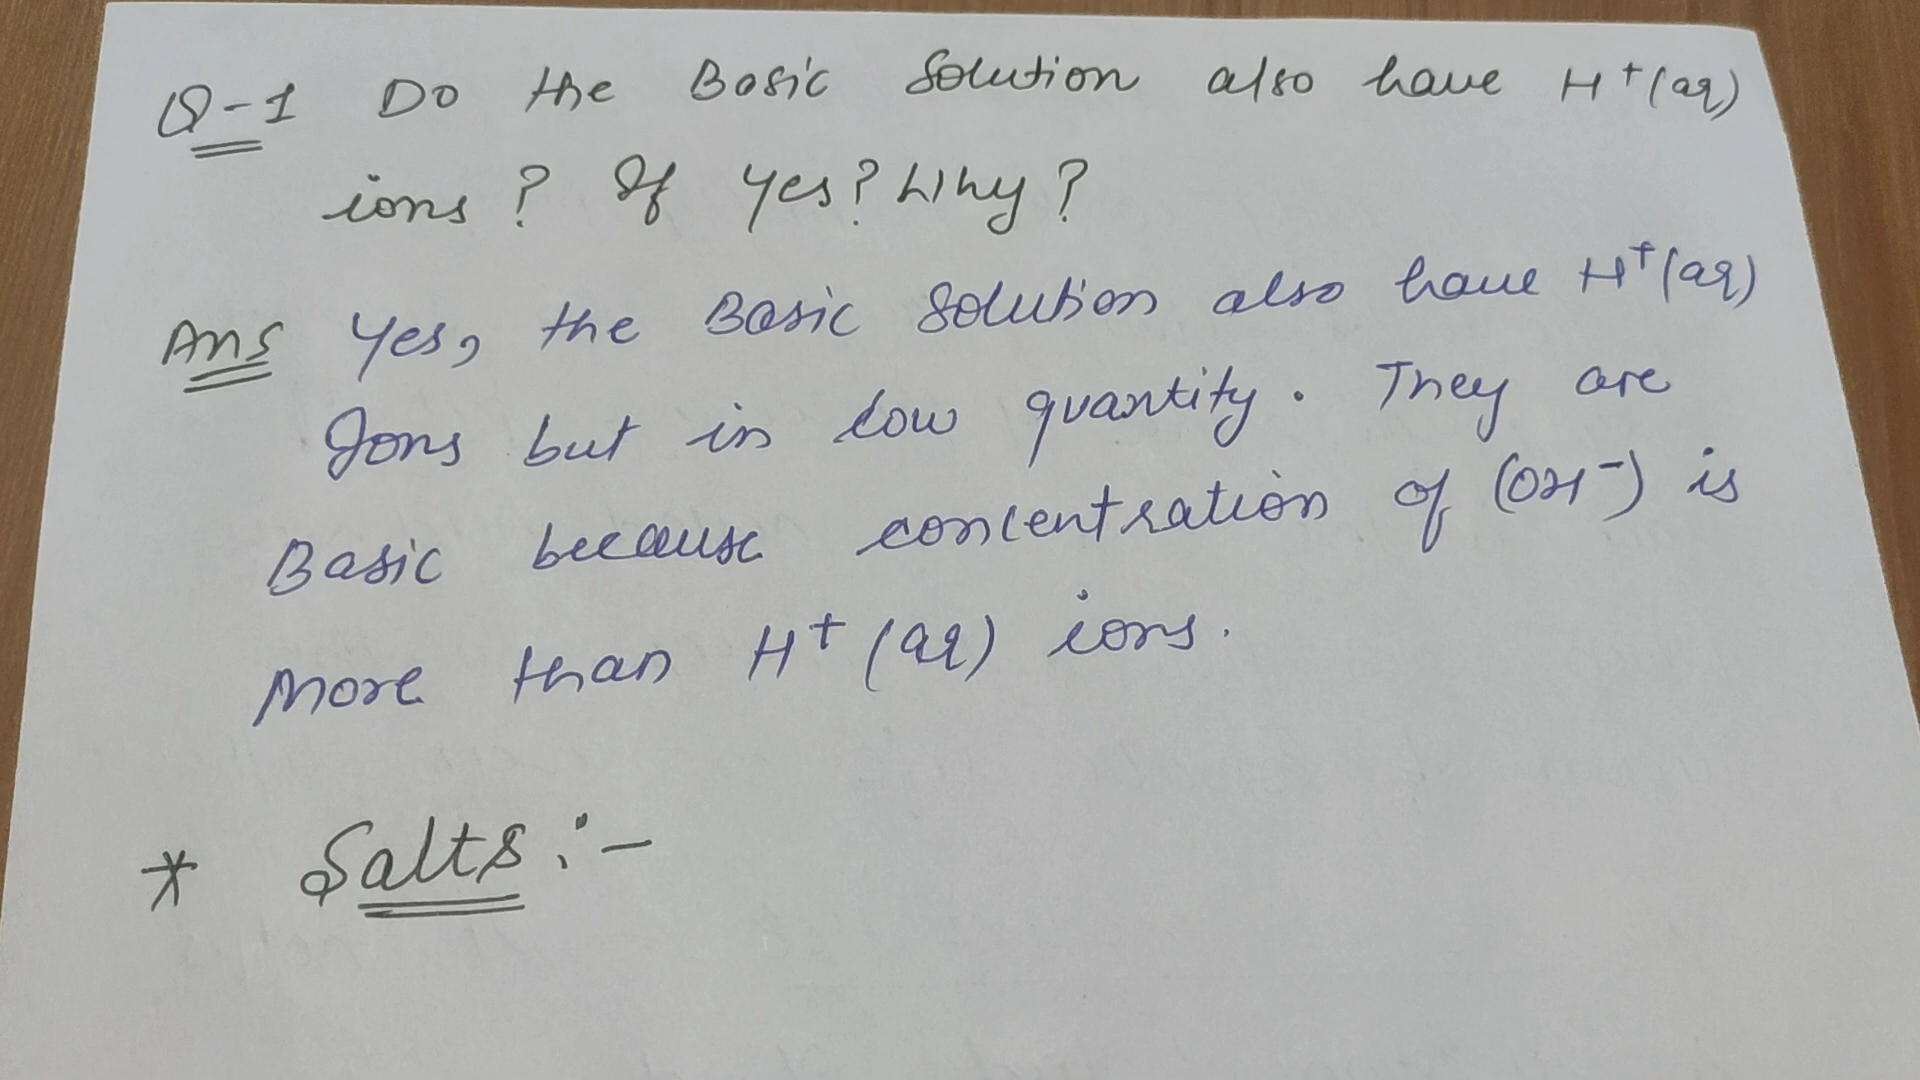 Q-1 Do the Basic Solution also have H+(aq)
ions ? If Yes? Why?
Ans Yes, the Basic Solution also have H+(aq)
Ions but in low quantity. They are
Basic because concentration of (OH-) is
More than H+ (aq) ions.
* Salts :-